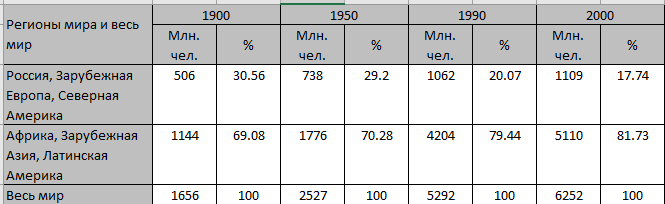 Регионы мира и весь мир 1900 1950 1990 2000
Млн. чел. % Млн. чел. % Млн. чел. % Млн. чел. %
Россия, Зарубежная 506 30.56 738 29.2 1062 20.07 1109 17.74
Европа, Северная
Америка
Африка, Зарубежная 1144 69.08 1776 70.28 4204 79.44 5110 81.73
Азия, Латинская
Америка
Весь мир 1656 100 2527 100 5292 100 6252 100